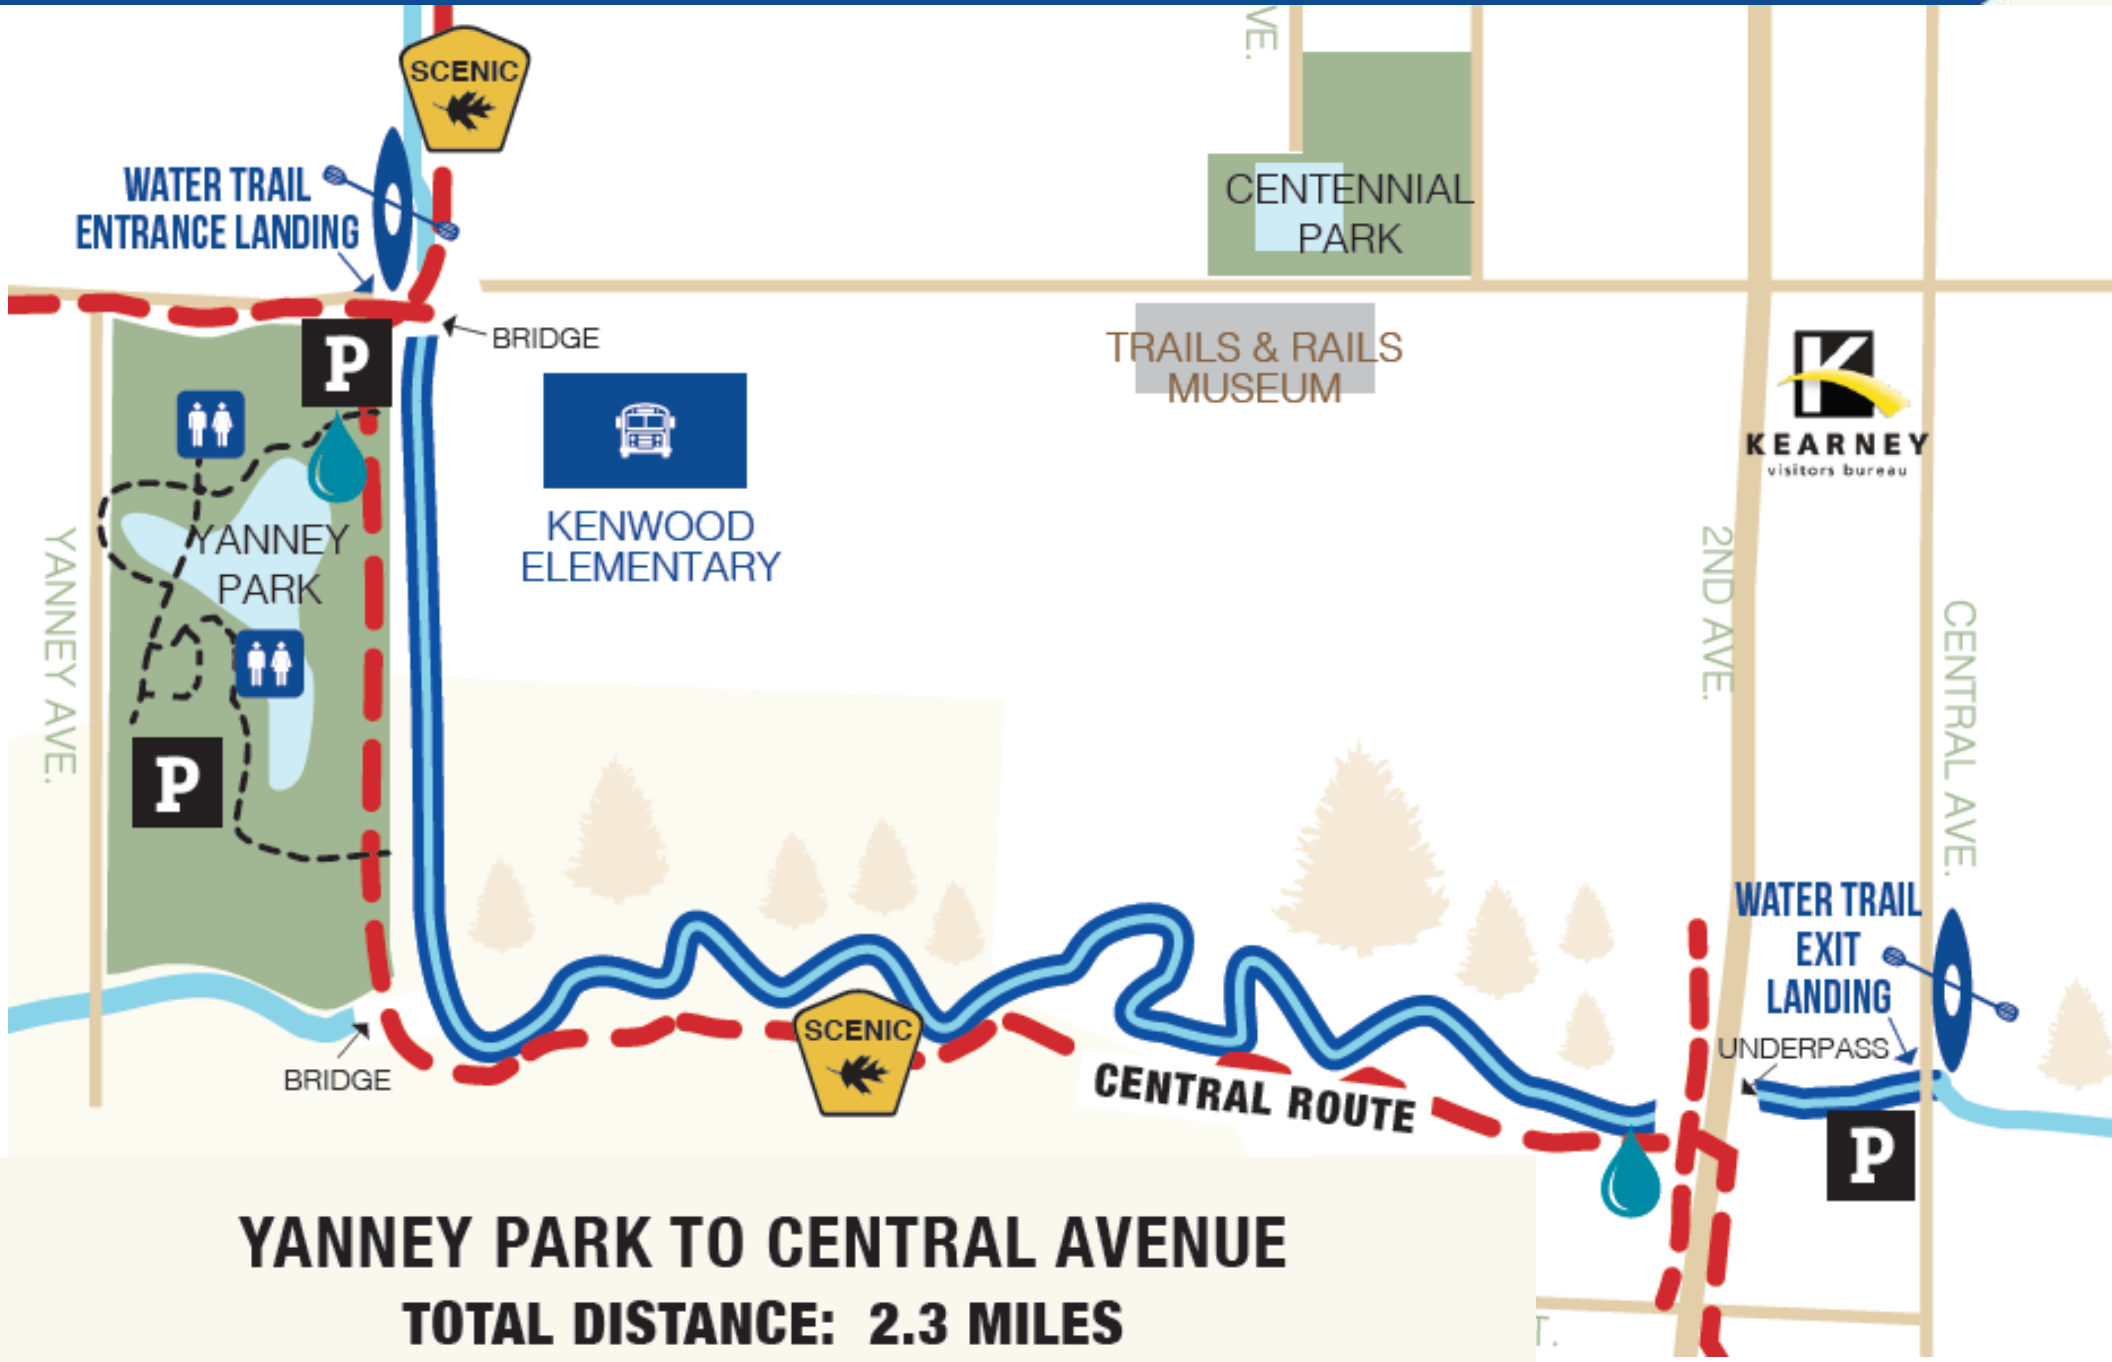 SCENIC
VE.
WATER TRAIL
ENTRANCE LANDING
CENTENNIAL
PARK
BRIDGE
TRAILS & RAILS
MUSEUM
P
KEARNEY
visitors bureau
KENWOOD
ELEMENTARY
YANNEY
PARK
YANNEY AVE.
2ND AVE.
CENTRAL AVE.
P
WATER TRAIL
EXIT
LANDING
SCENIC
UNDERPASS
BRIDGE
CENTRAL ROUTE
P
YANNEY PARK TO CENTRAL AVENUE
TOTAL DISTANCE: 2.3 MILES
T.